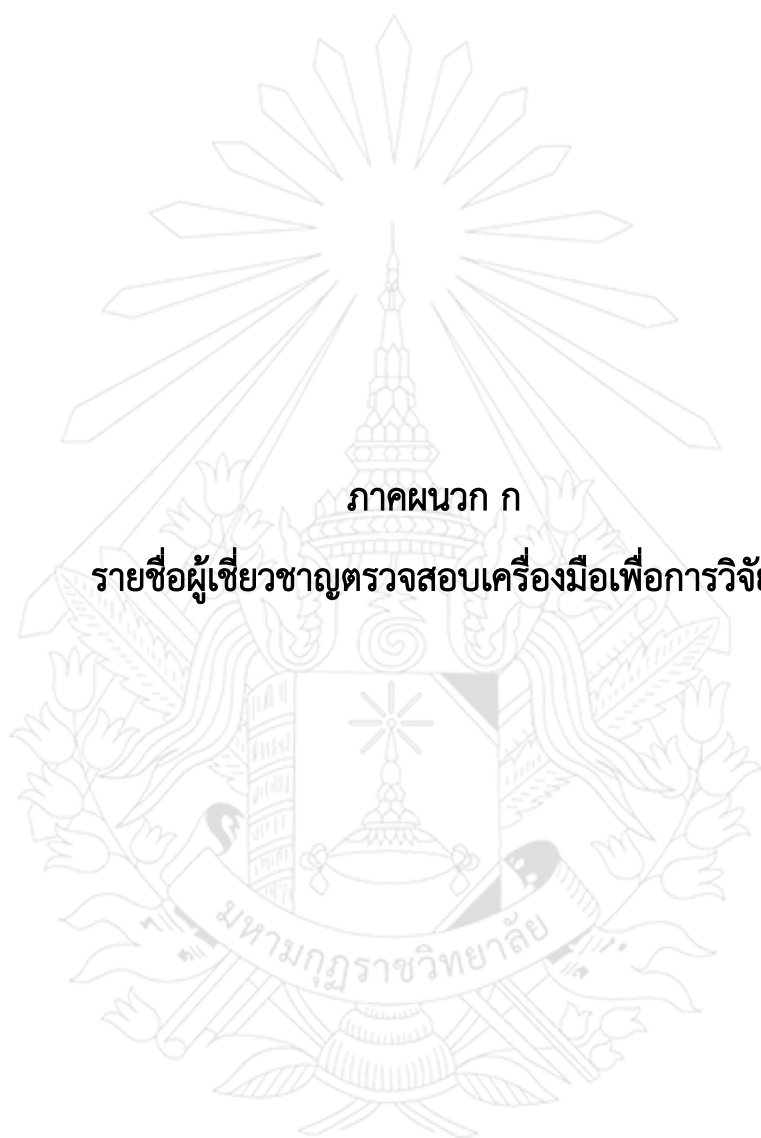 ภาคผนวก ก
รายชื่อผู้เชี่ยวชาญตรวจสอบเครื่องมือเพื่อการวิจัย
มหามกุฏราชวิทยาลัย